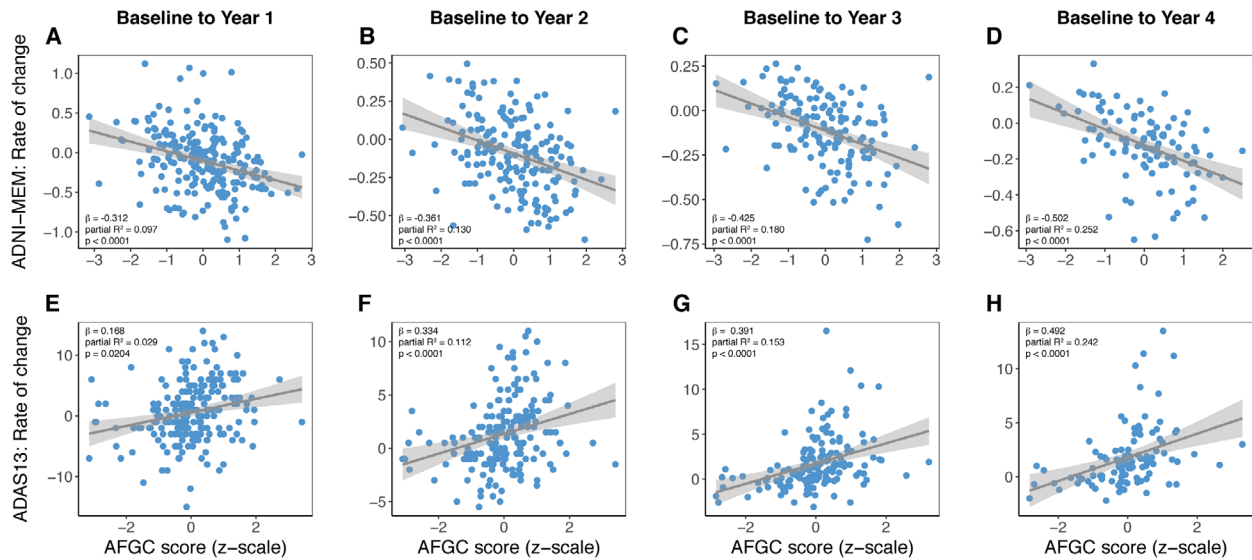 Baseline to Year 1
Baseline to Year 2
Baseline to Year 3
Baseline to Year 4
ADNI−MEM: Rate of change
A
1.0
0.5
0.0
−0.5
−1.0
β = −0.312
partial R² = 0.097
p < 0.0001
−3 −2 −1 0 1 2 3
B
0.50
0.25
0.00
−0.25
−0.50
β = −0.361
partial R² = 0.130
p < 0.0001
−3 −2 −1 0 1 2 3
C
0.25
0.00
−0.25
−0.50
−0.75
β = −0.425
partial R² = 0.180
p < 0.0001
−3 −2 −1 0 1 2 3
D
0.2
0.0
−0.2
−0.4
−0.6
β = −0.502
partial R² = 0.252
p < 0.0001
−3 −2 −1 0 1 2
ADAS13: Rate of change
E
β = 0.168
partial R² = 0.029
p = 0.0204
10
0
−10
−2 0 2
AFGC score (z−scale)
F
β = 0.334
partial R² = 0.112
p < 0.0001
10
5
0
−5
−2 0 2
AFGC score (z−scale)
G
β = 0.391
partial R² = 0.153
p < 0.0001
15
10
5
0
−2 0 2
AFGC score (z−scale)
H
β = 0.492
partial R² = 0.242
p < 0.0001
10
5
0
−2 0 2
AFGC score (z−scale)